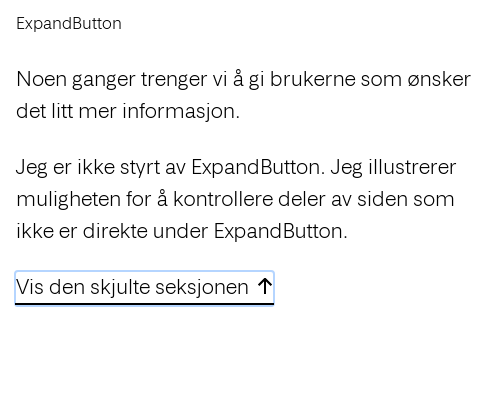 ExpandButton
Noen ganger trenger vi å gi brukerne som ønsker
det litt mer informasjon.
Jeg er ikke styrt av ExpandButton. Jeg illustrerer
muligheten for å kontrollere deler av siden som
ikke er direkte under ExpandButton.
Vis den skjulte seksjonen ↑